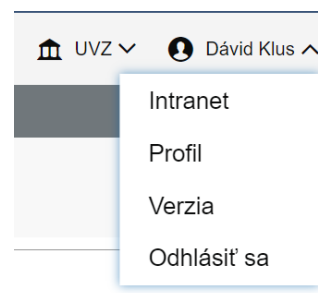 UVZ Dávid Klus
Intranet
Profil
Verzia
Odhlásiť sa